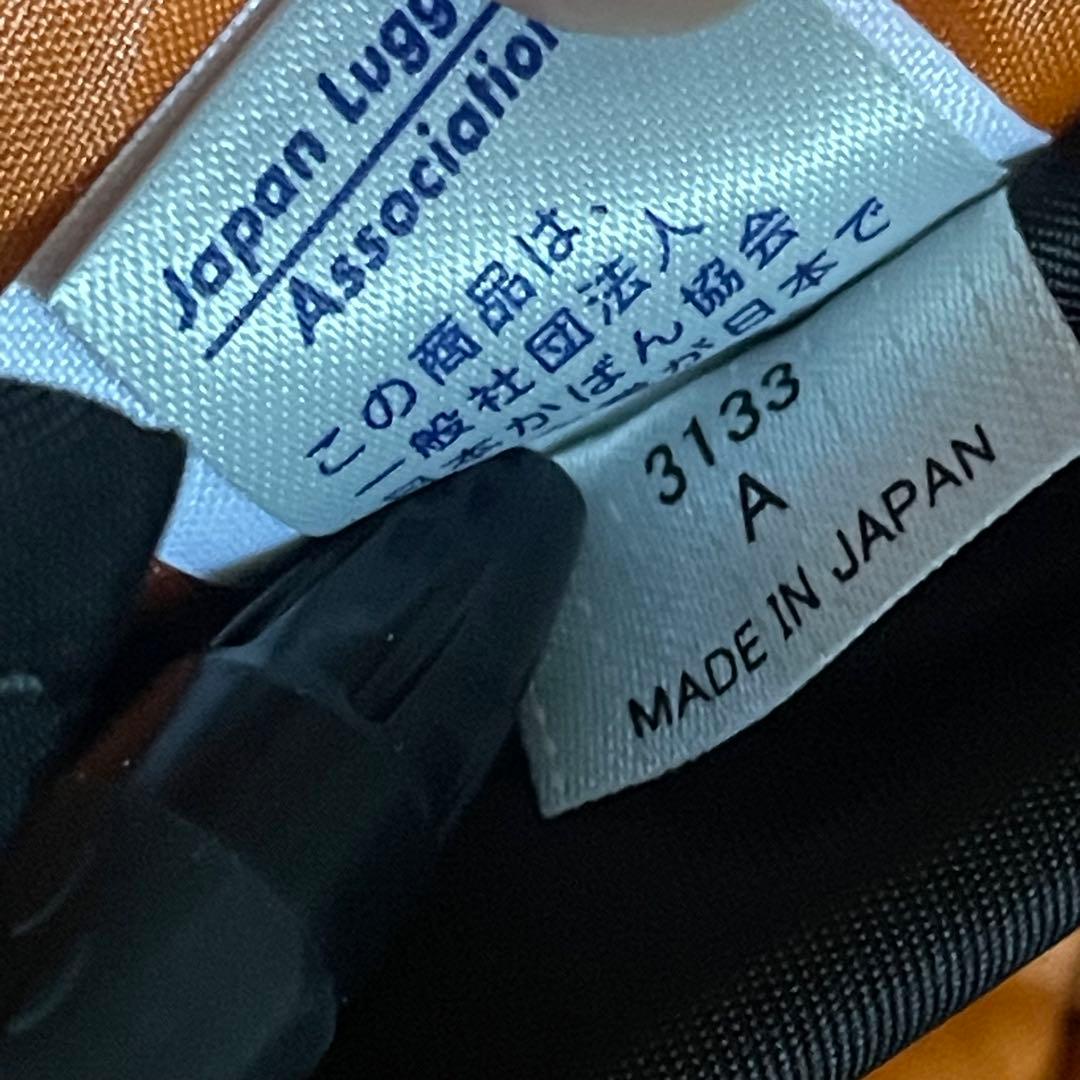 Japan Lugg
Association
この商品は、
一般社団法人
日本かばん協会
が日本で
3133
A
MADE IN JAPAN